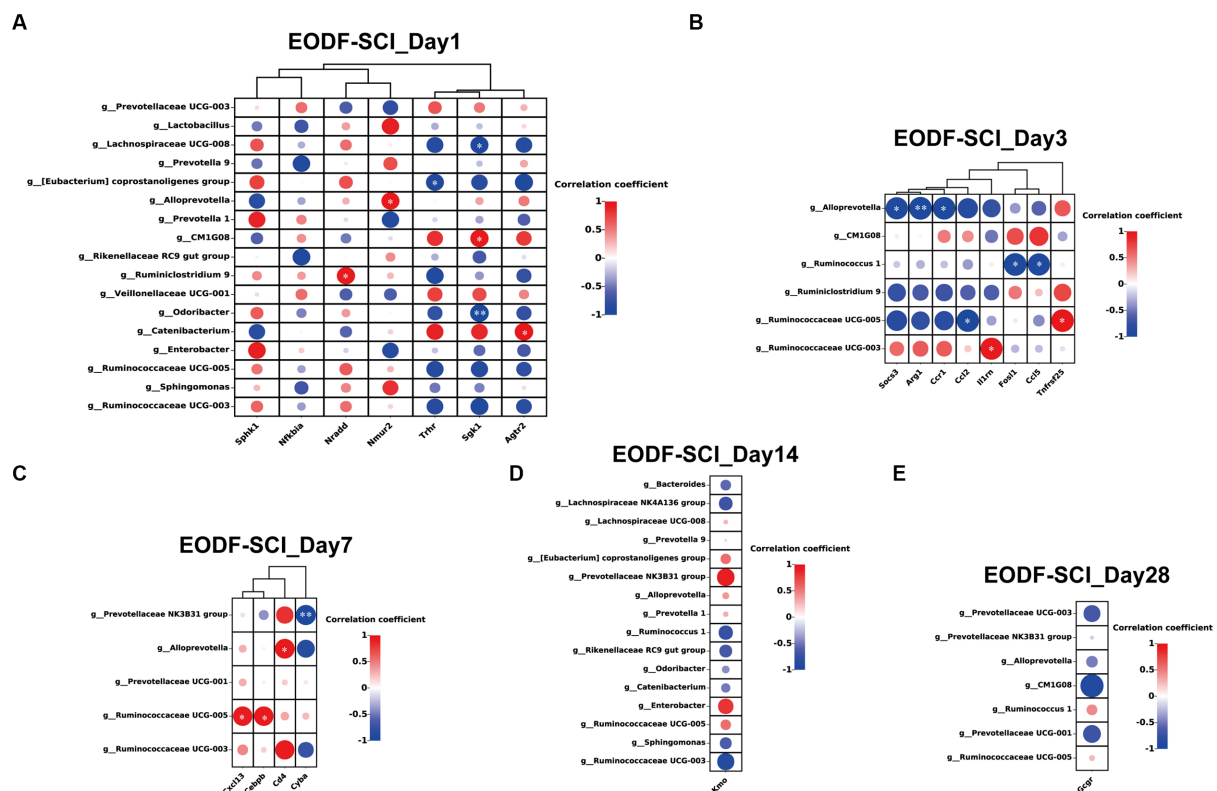 A
EODF-SCI_Day1
g__Prevotellaceae UCG-003
g__Lactobacillus
g__Lachnospiraceae UCG-008
g__Prevotella 9
g__[Eubacterium] coprostanoligenes group
g__Alloprevotella
g__Prevotella 1
g__CM1G08
g__Rikenellaceae RC9 gut group
g__Ruminiclostridium 9
g__Veillonellaceae UCG-001
g__Odoribacter
g__Catenibacterium
g__Enterobacter
g__Ruminococcaceae UCG-005
g__Sphingomonas
g__Ruminococcaceae UCG-003
*
*
*
*
*
**
*
Sphk1 Nfkbia Nradd Nmur2 Trhr Sgk1 Agtr2
Correlation coefficient
1
0.5
0
-0.5
-1
B
EODF-SCI_Day3
g__Alloprevotella
g__CM1G08
g__Ruminococcus 1
g__Ruminiclostridium 9
g__Ruminococcaceae UCG-005
g__Ruminococcaceae UCG-003
* ** *
* *
* *
*
Socs3 Arg1 Ccr1 Ccl2 Il1rn Fosl1 Ccl5 Tnfrsf25
Correlation coefficient
1
0.5
0
-0.5
-1
C
EODF-SCI_Day7
g__Prevotellaceae NK3B31 group
g__Alloprevotella
g__Prevotellaceae UCG-001
g__Ruminococcaceae UCG-005
g__Ruminococcaceae UCG-003
**
*
* *
Cxcl13 Cebpb Cd4 Cyba
Correlation coefficient
1
0.5
0
-0.5
-1
D
EODF-SCI_Day14
g__Bacteroides
g__Lachnospiraceae NK4A136 group
g__Lachnospiraceae UCG-008
g__Prevotella 9
g__[Eubacterium] coprostanoligenes group
g__Prevotellaceae NK3B31 group
g__Alloprevotella
g__Prevotella 1
g__Ruminococcus 1
g__Rikenellaceae RC9 gut group
g__Odoribacter
g__Catenibacterium
g__Enterobacter
g__Ruminococcaceae UCG-005
g__Sphingomonas
g__Ruminococcaceae UCG-003
Kmo
Correlation coefficient
1
0.5
0
-0.5
-1
E
EODF-SCI_Day28
g__Prevotellaceae UCG-003
g__Prevotellaceae NK3B31 group
g__Alloprevotella
g__CM1G08
g__Ruminococcus 1
g__Prevotellaceae UCG-001
g__Ruminococcaceae UCG-005
Gcgr
Correlation coefficient
1
0.5
0
-0.5
-1